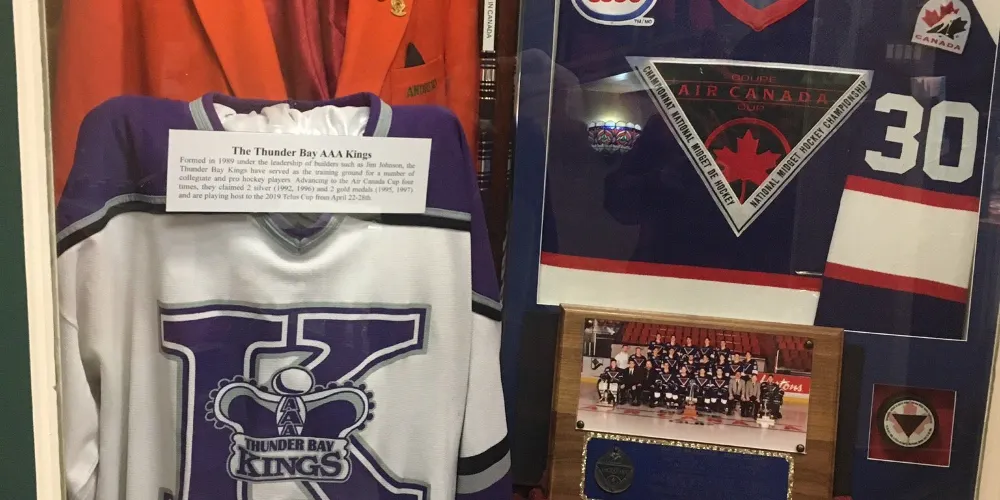 IN CANADA
ANDREW
The Thunder Bay AAA Kings
Formed in 1989 under the leadership of builders such as Jim Johnson, the
Thunder Bay Kings have served as the training ground for a number of
collegiate and pro hockey players. Advancing to the Air Canada Cup four
times, they claimed 2 silver (1992, 1996) and 2 gold medals (1995, 1997)
and are playing host to the 2019 Telus Cup from April 22-28th.
K
AAA
THUNDER BAY
KINGS
CANADA
COUPE
AIR CANADA
CUP
CHAMPIONNAT NATIONAL MIDGET DE HOCKEY
NATIONAL MIDGET HOCKEY CHAMPIONSHIP
30